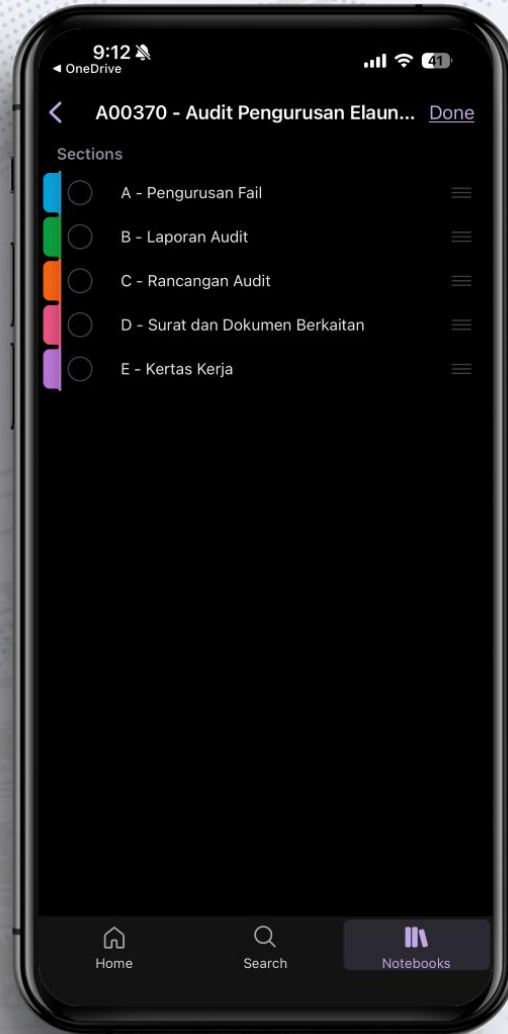 9:12
41
◀ OneDrive
A00370 - Audit Pengurusan Elaun... Done
Sections
A - Pengurusan Fail
B - Laporan Audit
C - Rancangan Audit
D - Surat dan Dokumen Berkaitan
E - Kertas Kerja
Home Search Notebooks